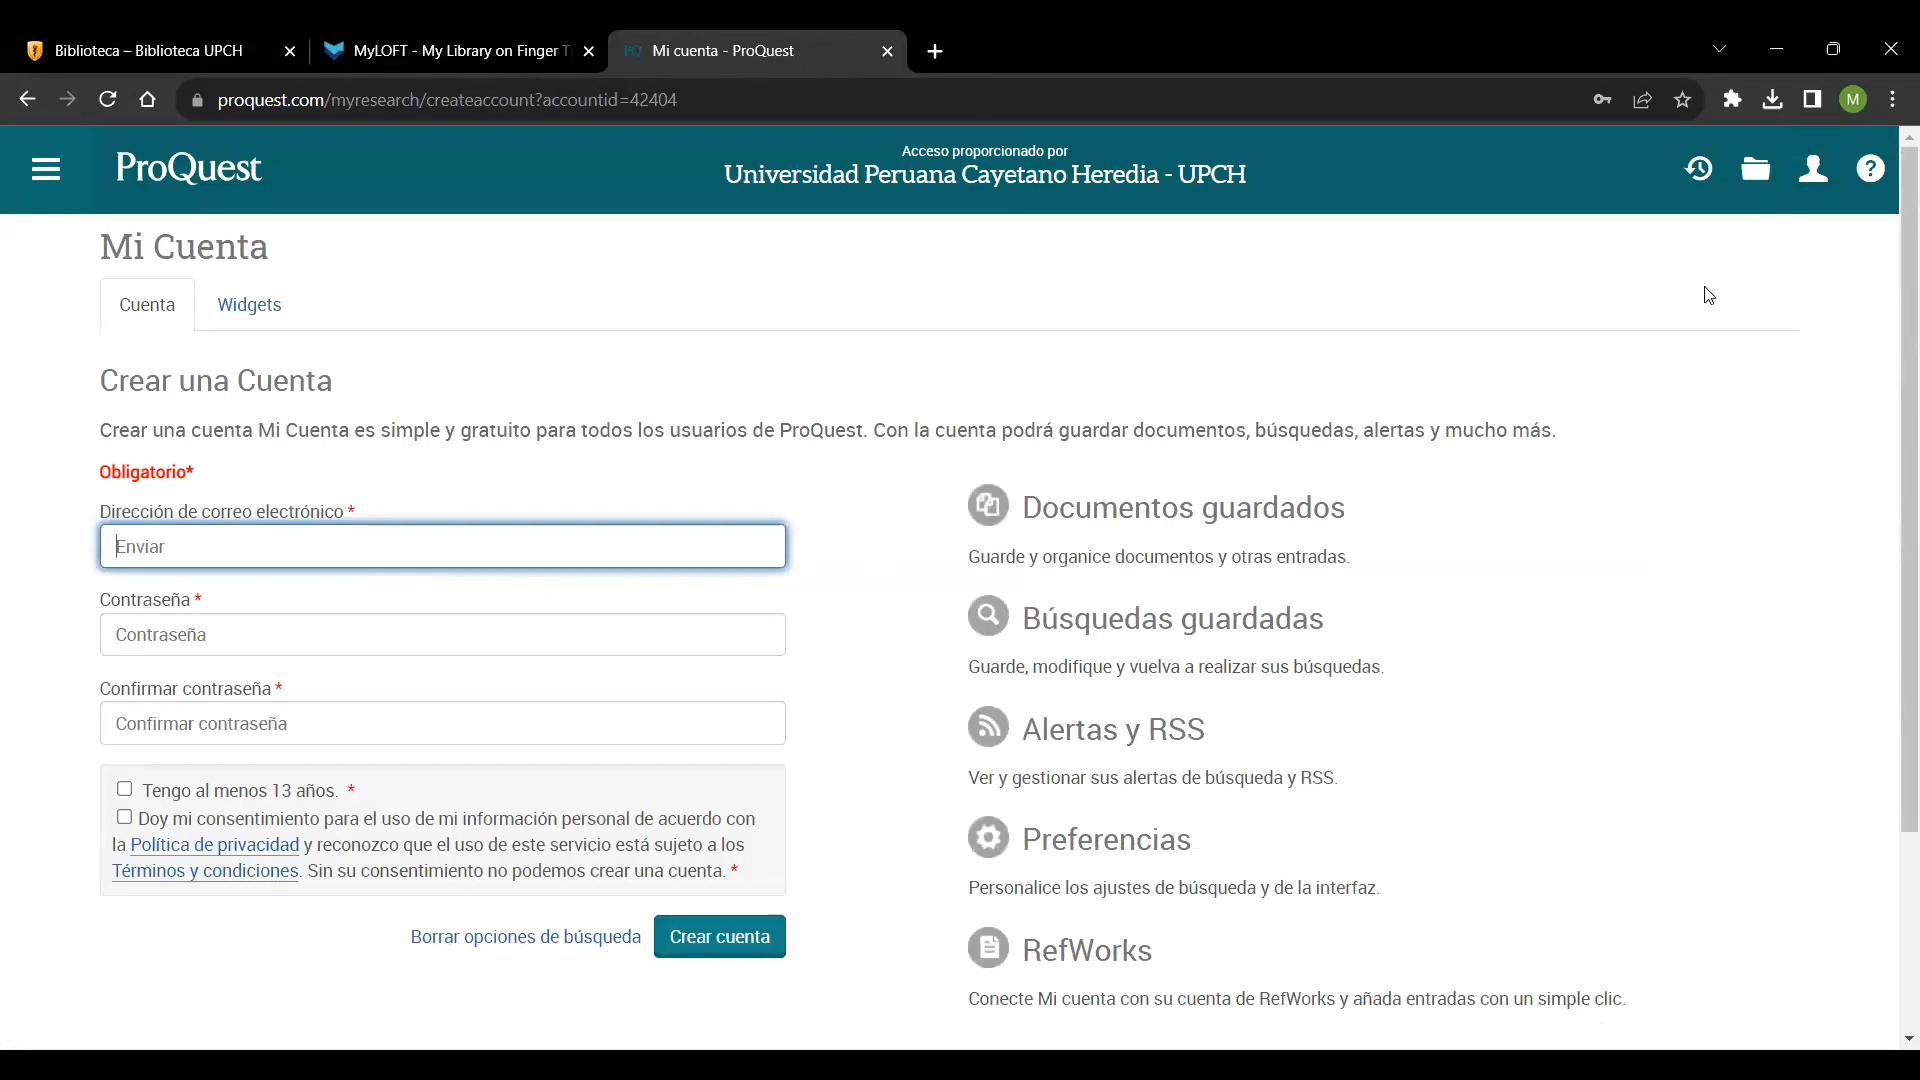 Biblioteca – Biblioteca UPCH
MyLOFT - My Library on Finger T
PQ Mi cuenta - ProQuest
proquest.com/myresearch/createaccount?accountid=42404
M
ProQuest
Acceso proporcionado por
Universidad Peruana Cayetano Heredia - UPCH
?
Mi Cuenta
Cuenta
Widgets
Crear una Cuenta
Crear una cuenta Mi Cuenta es simple y gratuito para todos los usuarios de ProQuest. Con la cuenta podrá guardar documentos, búsquedas, alertas y mucho más.
Obligatorio*
Dirección de correo electrónico *
Enviar
Contraseña *
Contraseña
Confirmar contraseña *
Confirmar contraseña
Tengo al menos 13 años. *
Doy mi consentimiento para el uso de mi información personal de acuerdo con
la Política de privacidad y reconozco que el uso de este servicio está sujeto a los
Términos y condiciones. Sin su consentimiento no podemos crear una cuenta. *
Borrar opciones de búsqueda
Crear cuenta
Documentos guardados
Guarde y organice documentos y otras entradas.
Búsquedas guardadas
Guarde, modifique y vuelva a realizar sus búsquedas.
Alertas y RSS
Ver y gestionar sus alertas de búsqueda y RSS.
Preferencias
Personalice los ajustes de búsqueda y de la interfaz.
RefWorks
Conecte Mi cuenta con su cuenta de RefWorks y añada entradas con un simple clic.